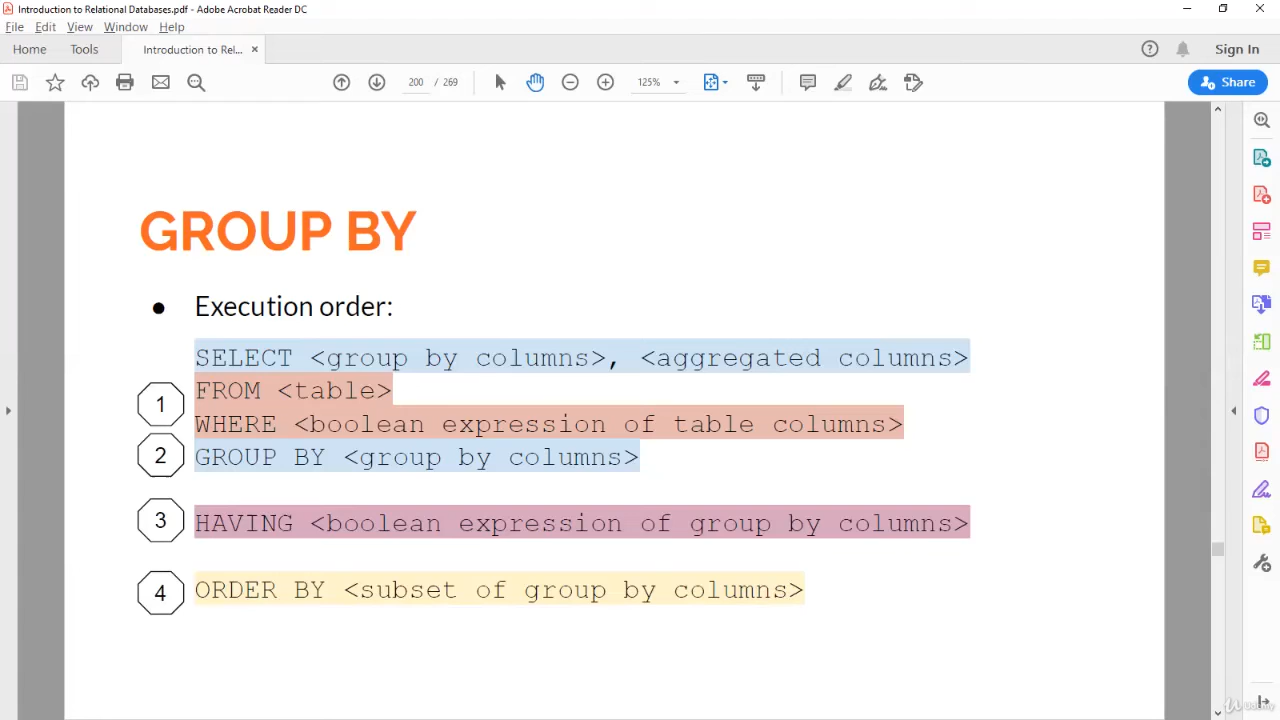 Introduction to Relational Databases.pdf - Adobe Acrobat Reader DC
File Edit View Window Help
Home Tools Introduction to Rel... × Sign In
200 / 269 125% Share
GROUP BY
● Execution order:
SELECT <group by columns>, <aggregated columns>
1 FROM <table>
WHERE <boolean expression of table columns>
2 GROUP BY <group by columns>
3 HAVING <boolean expression of group by columns>
4 ORDER BY <subset of group by columns>
Udemy